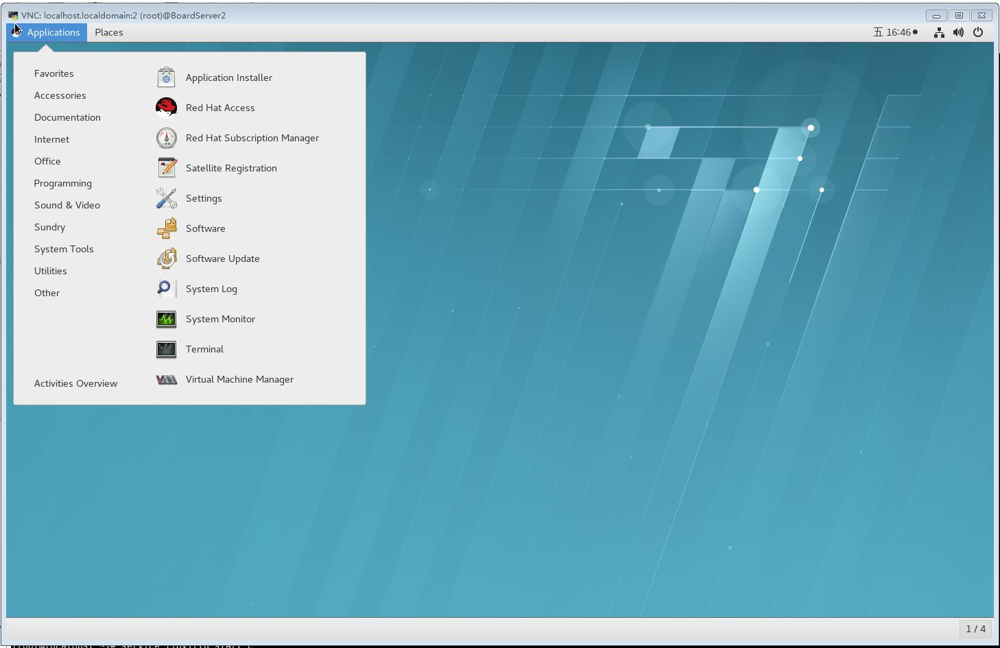 VNC: localhost.localdomain:2 (root)@BoardServer2
Applications Places 五 16:46
Favorites
Accessories
Documentation
Internet
Office
Programming
Sound & Video
Sundry
System Tools
Utilities
Other
Activities Overview
Application Installer
Red Hat Access
Red Hat Subscription Manager
Satellite Registration
Settings
Software
Software Update
System Log
System Monitor
Terminal
Virtual Machine Manager
1 / 4